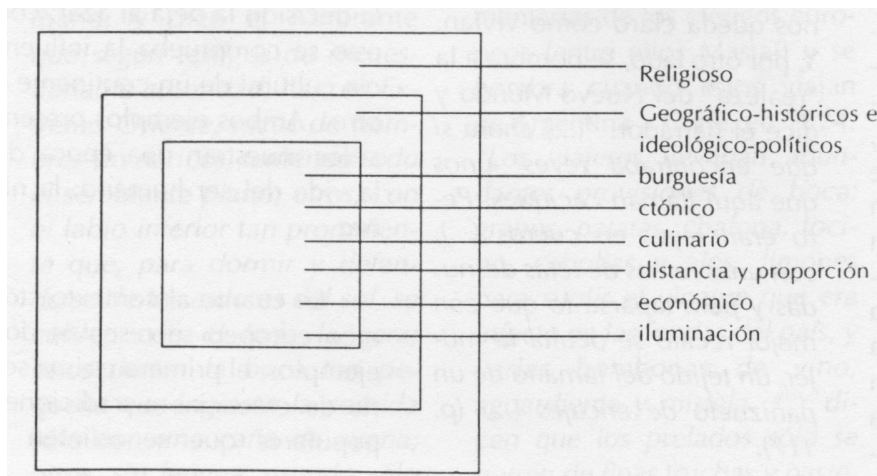 Religioso
Geográfico-históricos e
ideológico-políticos
burguesía
ctónico
culinario
distancia y proporción
económico
iluminación